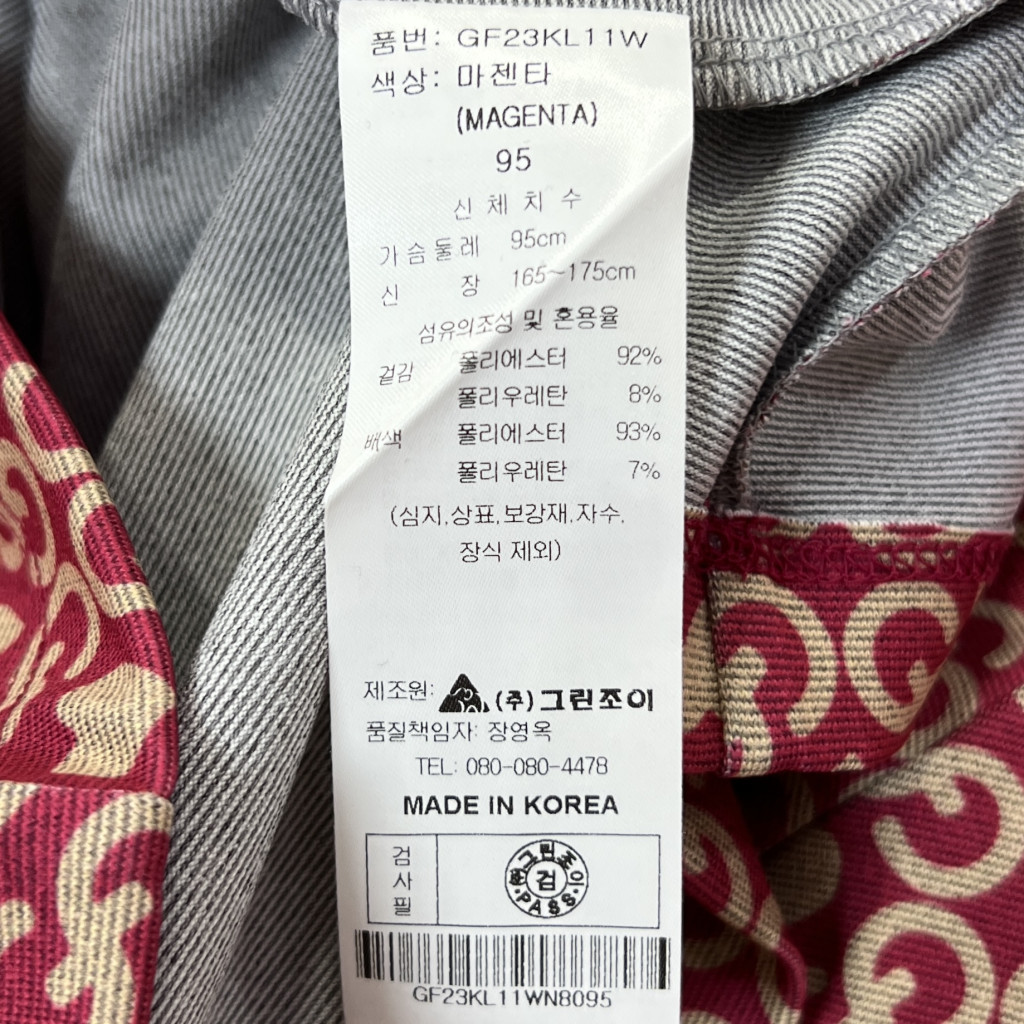 품번: GF23KL11W
색상: 마젠타
(MAGENTA)
95
신 체 치 수
가슴둘레 95cm
신 장 165~175cm
섬유의조성 및 혼용율
겉감 폴리에스터 92%
폴리우레탄 8%
배색 폴리에스터 93%
폴리우레탄 7%
(심지,상표,보강재,자수,
장식 제외)
제조원: (주)그린조이
품질책임자: 장영옥
TEL: 080-080-4478
MADE IN KOREA
검사필
(주)그린조이
검
PASS
GF23KL11WN8095